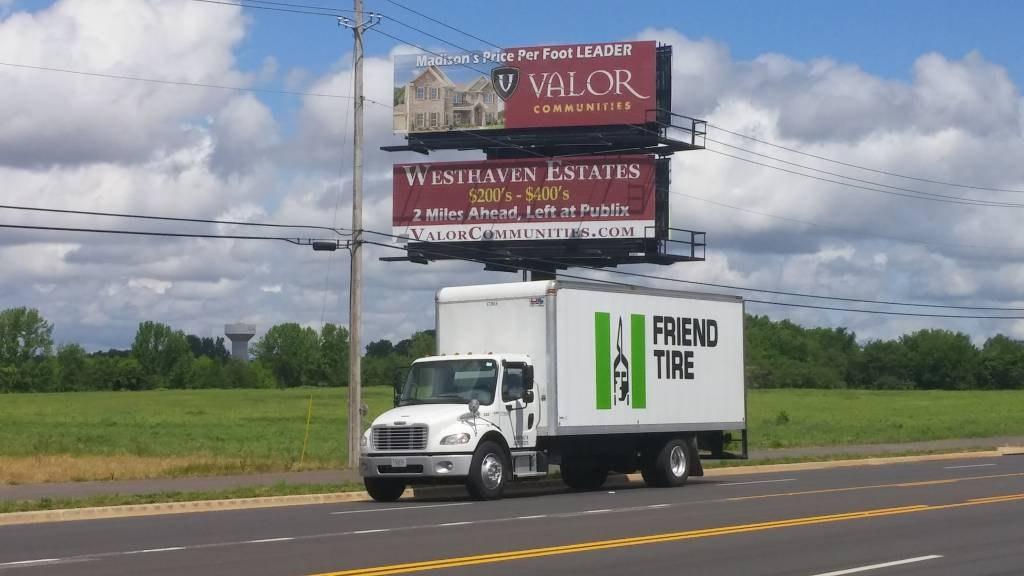 Madison's Price Per Foot LEADER
VALOR
COMMUNITIES
WESTHAVEN ESTATES
$200's - $400's
2 Miles Ahead, Left at Publix
VALORCOMMUNITIES.COM
FRIEND
TIRE